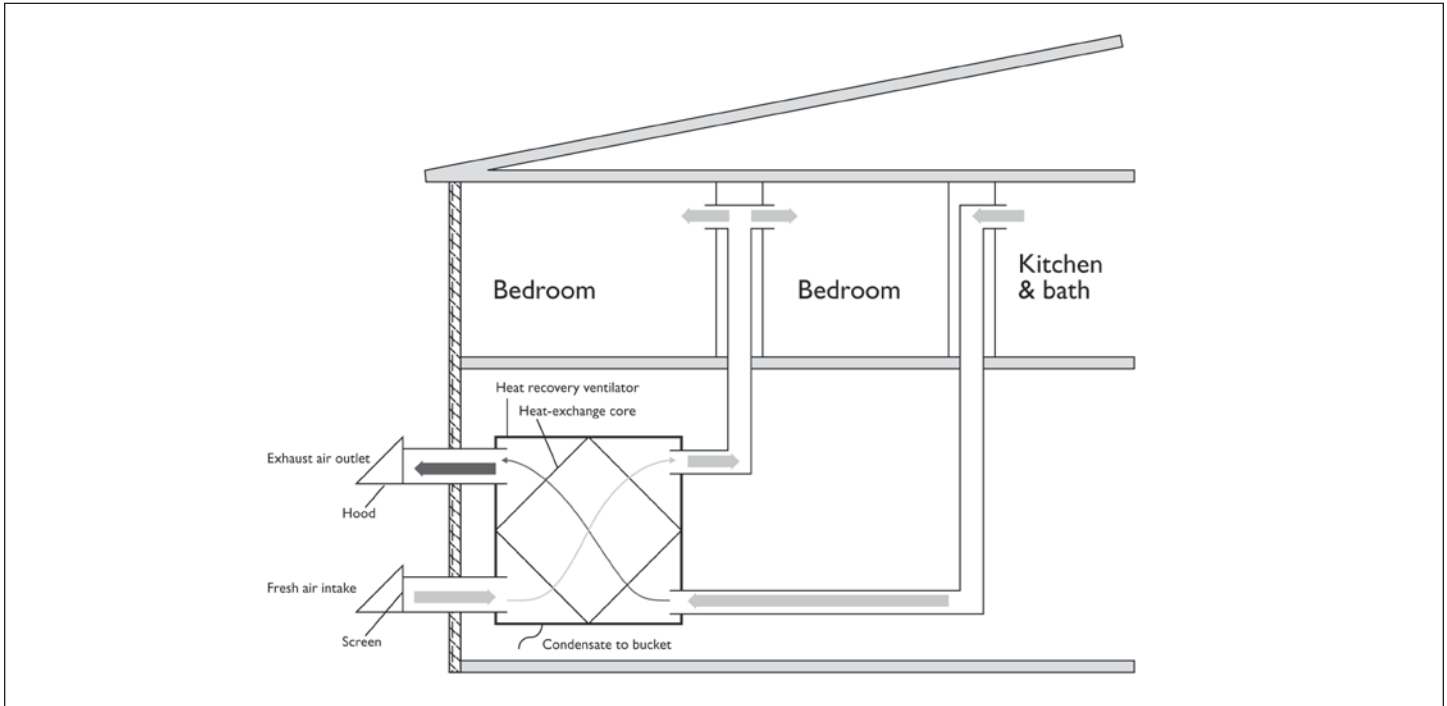 Bedroom
Bedroom
Kitchen
& bath
Heat recovery ventilator
Heat-exchange core
Exhaust air outlet
Hood
Fresh air intake
Screen
Condensate to bucket